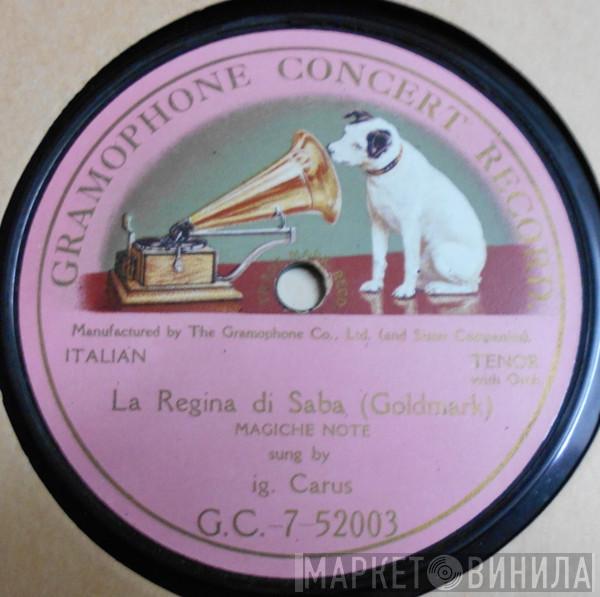 GRAMOPHONE CONCERT RECORD
Manufactured by The Gramophone Co., Ltd. (and Sister Companies).
ITALIAN
TENOR
with Orch.
La Regina di Saba, (Goldmark)
MAGICHE NOTE
sung by
ig. Carus
G.C.-7-52003
МАРКЕТ ВИНИЛА